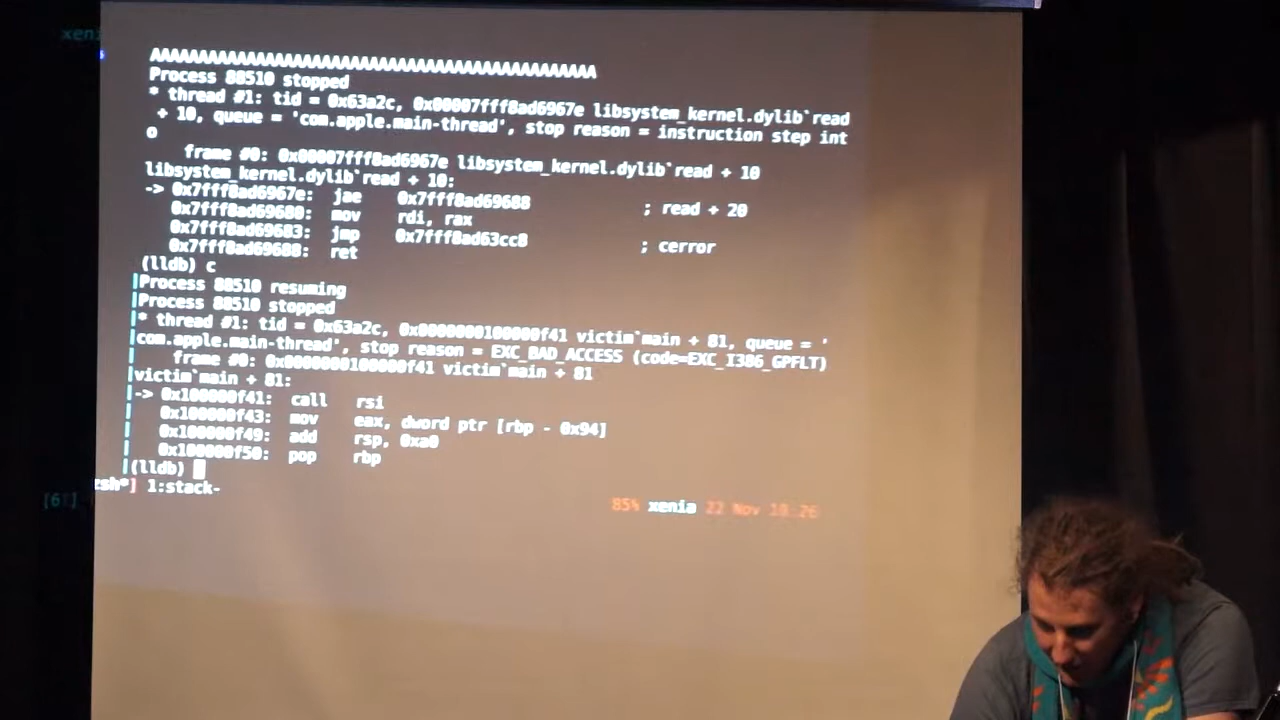 xeni
AAAAAAAAAAAAAAAAAAAAAAAAAAAAAAAAAAAAAAAAAAAAAA
Process 88510 stopped
* thread #1: tid = 0x63a2c, 0x00007fff8ad6967e libsystem_kernel.dylib`read
+ 10, queue = 'com.apple.main-thread', stop reason = instruction step int
o
frame #0: 0x00007fff8ad6967e libsystem_kernel.dylib`read + 10
libsystem_kernel.dylib`read + 10:
-> 0x7fff8ad6967e: jae 0x7fff8ad69688 ; read + 20
0x7fff8ad69680: mov rdi, rax
0x7fff8ad69683: jmp 0x7fff8ad63cc8 ; cerror
0x7fff8ad69688: ret
(lldb) c
Process 88510 resuming
Process 88510 stopped
* thread #1: tid = 0x63a2c, 0x0000000100000f41 victim`main + 81, queue = '
com.apple.main-thread', stop reason = EXC_BAD_ACCESS (code=EXC_I386_GPFLT)
frame #0: 0x0000000100000f41 victim`main + 81
victim`main + 81:
-> 0x100000f41: call rsi
0x100000f43: mov eax, dword ptr [rbp - 0x94]
0x100000f49: add rsp, 0xa0
0x100000f50: pop rbp
(lldb)
zsh*] 1:stack-
85% xenia 22 Nov 18:26